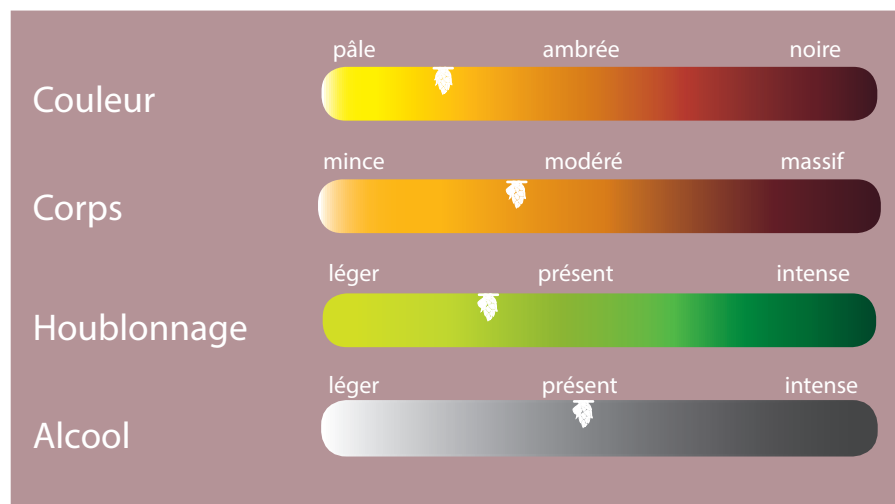 pâle ambrée noire
Couleur
mince modéré massif
Corps
léger présent intense
Houblonnage
léger présent intense
Alcool